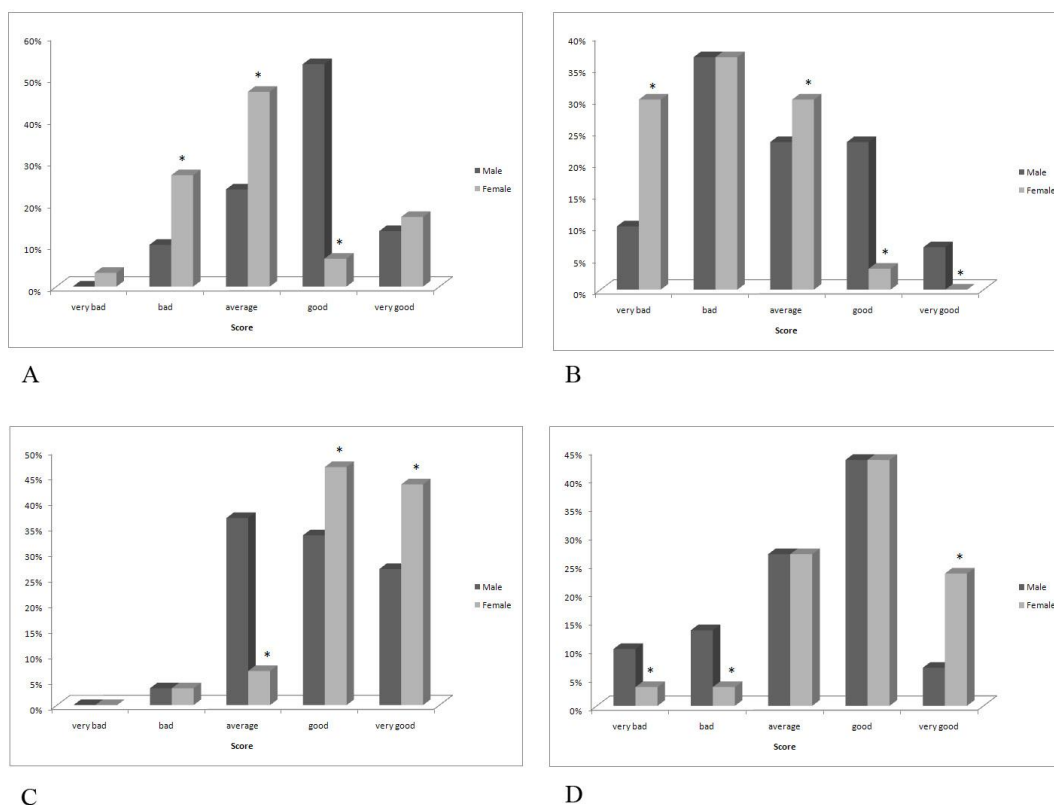 60%
50%
40%
30%
20%
10%
0%
*
*
*
very bad
bad
average
good
very good
Score
Male
Female
A
40%
35%
30%
25%
20%
15%
10%
5%
0%
*
*
*
*
very bad
bad
average
good
very good
Score
Male
Female
B
50%
45%
40%
35%
30%
25%
20%
15%
10%
5%
0%
*
*
*
very bad
bad
average
good
very good
Score
Male
Female
C
45%
40%
35%
30%
25%
20%
15%
10%
5%
0%
*
*
*
very bad
bad
average
good
very good
Score
Male
Female
D